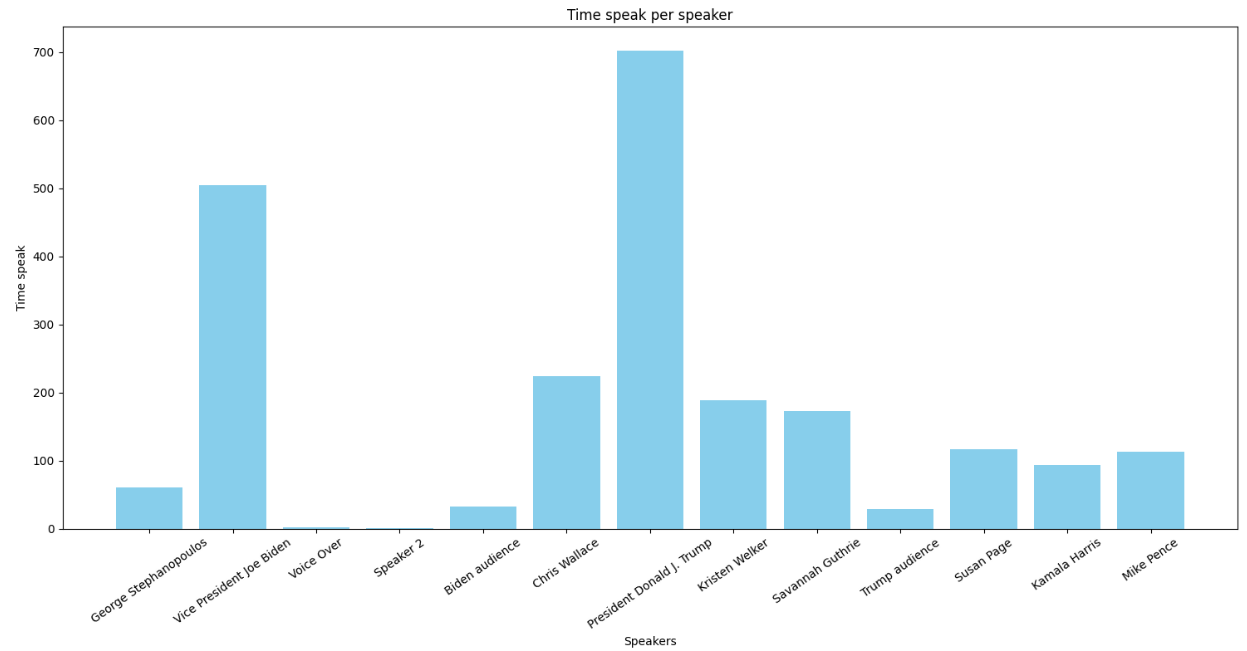 Time speak per speaker
Time speak
700
600
500
400
300
200
100
0
George Stephanopoulos
Vice President Joe Biden
Voice Over
Speaker 2
Biden audience
Chris Wallace
President Donald J. Trump
Kristen Welker
Savannah Guthrie
Trump audience
Susan Page
Kamala Harris
Mike Pence
Speakers